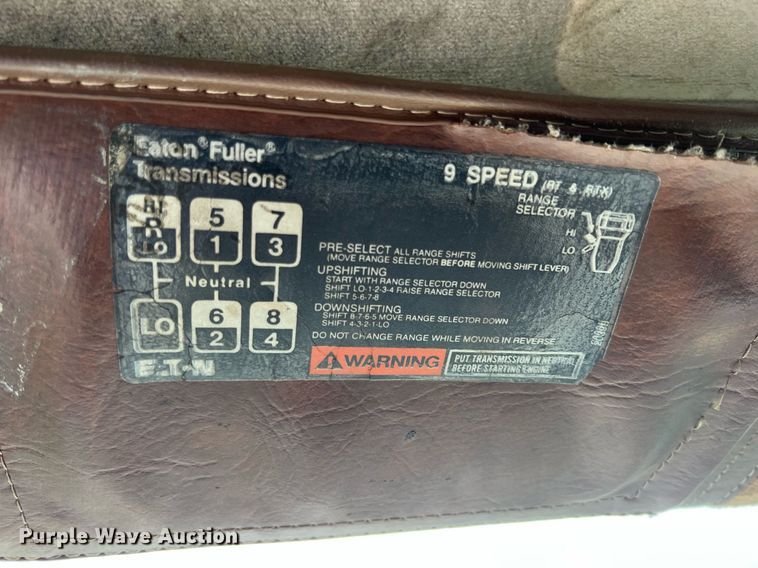 Eaton® Fuller®
Transmissions
9 SPEED (RT & RTX)
RANGE
SELECTOR
HI
LO
HI
R
LO
5
1
7
3
Neutral
LO
6
2
8
4
PRE-SELECT ALL RANGE SHIFTS
(MOVE RANGE SELECTOR BEFORE MOVING SHIFT LEVER)
UPSHIFTING
START WITH RANGE SELECTOR DOWN
SHIFT LO-1-2-3-4 RAISE RANGE SELECTOR
SHIFT 5-6-7-8
DOWNSHIFTING
SHIFT 8-7-6-5 MOVE RANGE SELECTOR DOWN
SHIFT 4-3-2-1-LO
DO NOT CHANGE RANGE WHILE MOVING IN REVERSE
E·T·N
WARNING
PUT TRANSMISSION IN NEUTRAL
BEFORE STARTING ENGINE
Purple Wave Auction